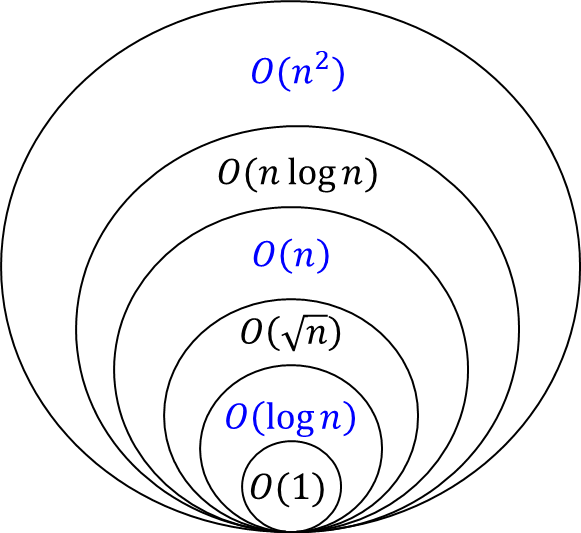 O(n²)
O(n log n)
O(n)
O(√n)
O(log n)
O(1)